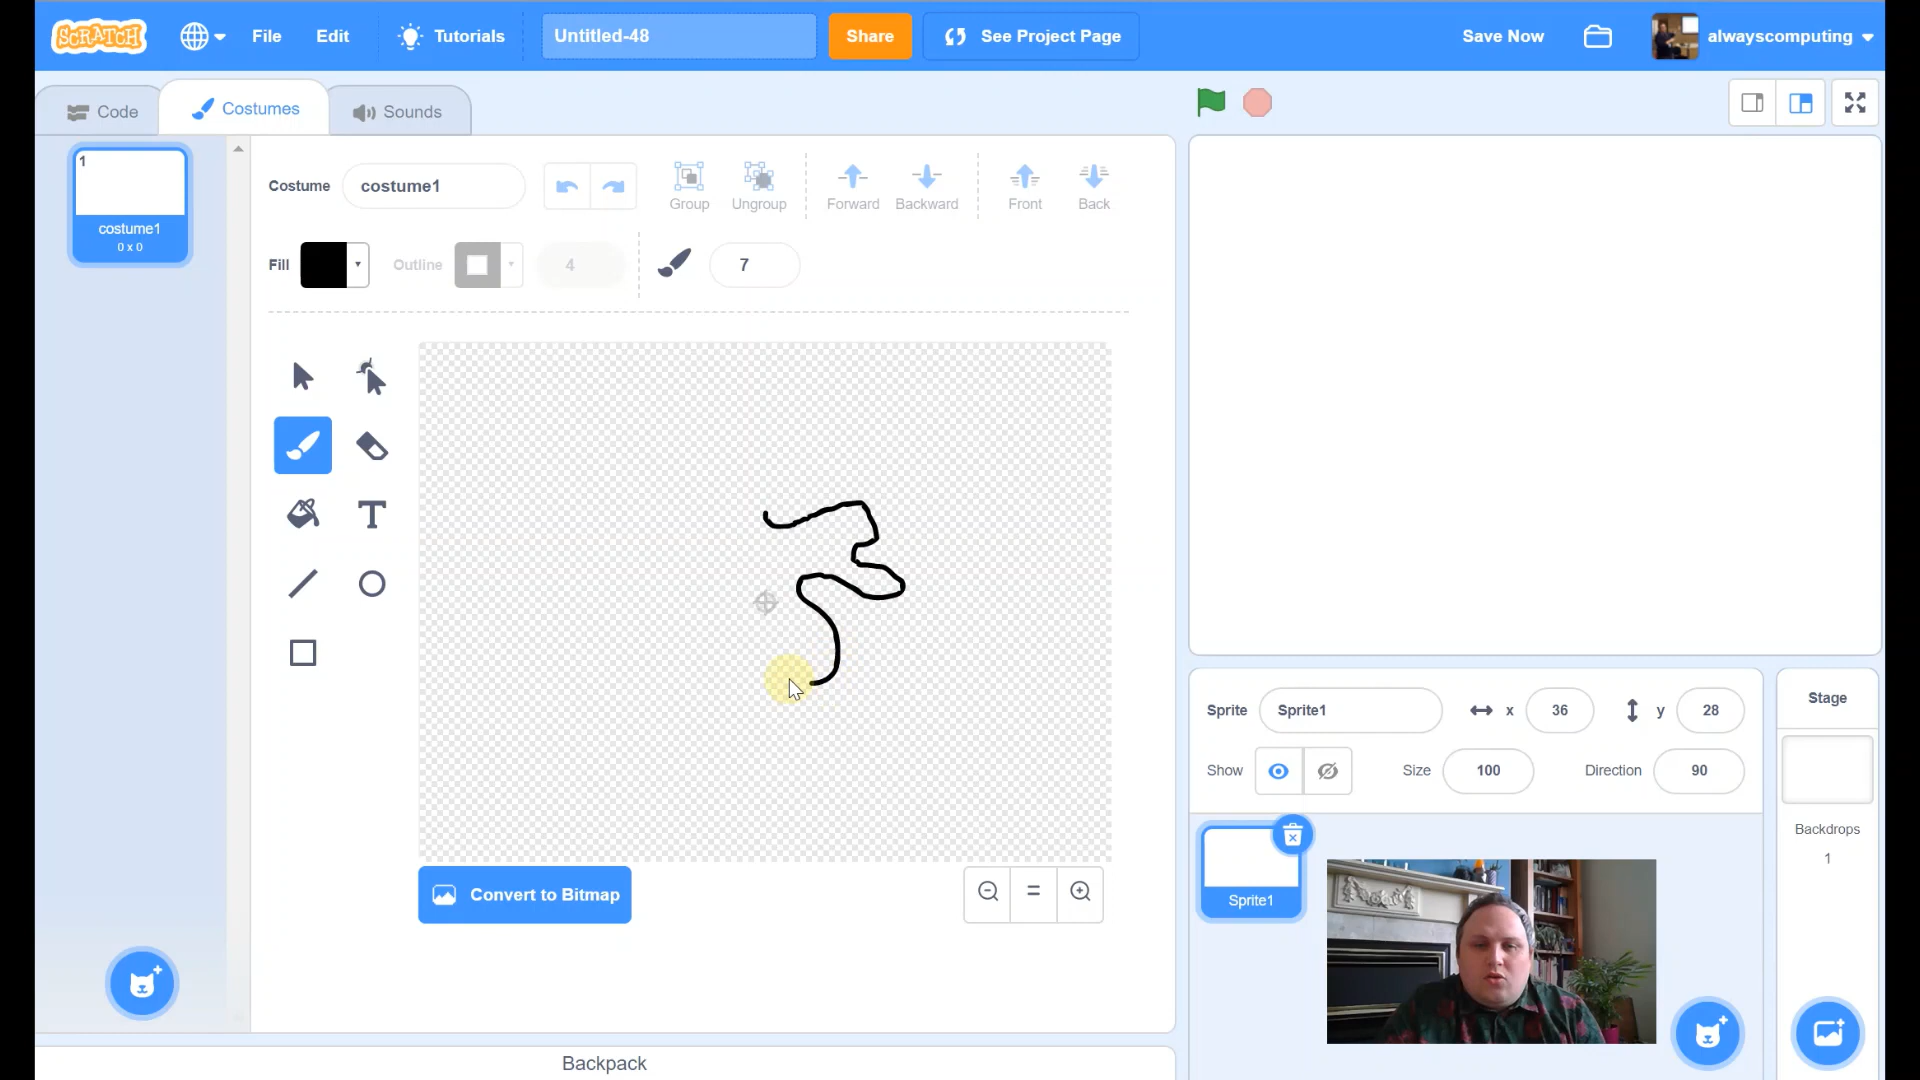 SCRATCH
File
Edit
Tutorials
Untitled-48
Share
See Project Page
Save Now
alwayscomputing
Code
Costumes
Sounds
1
costume1
0 x 0
Costume
costume1
Group
Ungroup
Forward
Backward
Front
Back
Fill
Outline
4
7
T
Convert to Bitmap
Sprite
Sprite1
x
36
y
28
Show
Size
100
Direction
90
Sprite1
Stage
Backdrops
1
Backpack